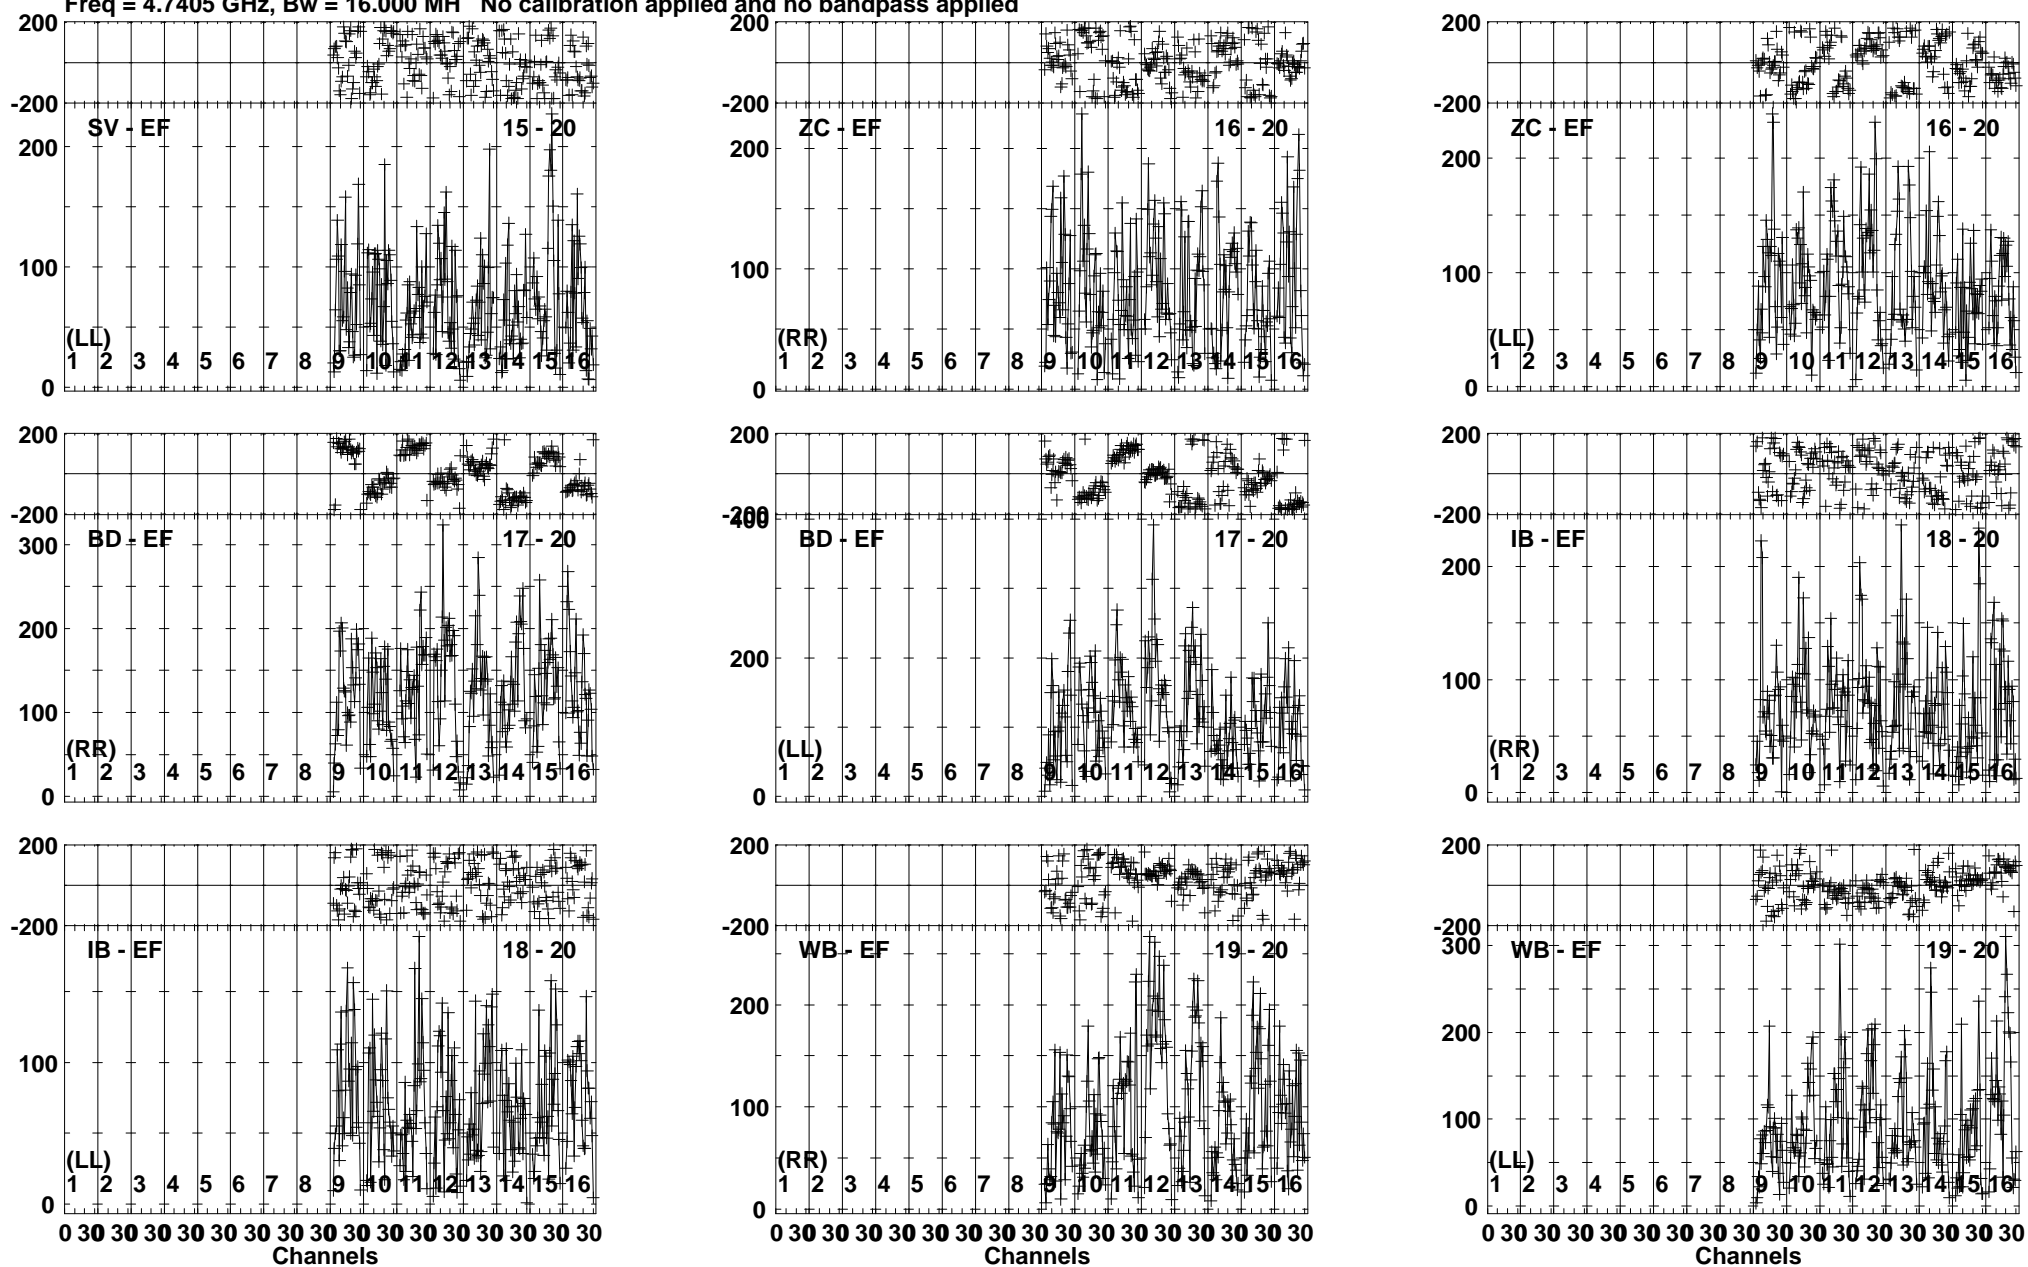 Freq = 4.7405 GHz, Bw = 16.000 MH No calibration applied and no bandpass applied
200 200 200
-200 -200 -200
SV - EF 15 - 20 ZC - EF 16 - 20 ZC - EF 16 - 20
200 200 200
100 100 100
(LL) (RR) (LL)
1 2 3 4 5 6 7 8 9 10 11 12 13 14 15 16 1 2 3 4 5 6 7 8 9 10 11 12 13 14 15 16 1 2 3 4 5 6 7 8 9 10 11 12 13 14 15 16
0 0 0
200 200 200
-200 -200 -200
400
BD - EF 17 - 20 BD - EF 17 - 20 IB - EF 18 - 20
300 200
200 200
100 100
(RR) (LL) (RR)
1 2 3 4 5 6 7 8 9 10 11 12 13 14 15 16 1 2 3 4 5 6 7 8 9 10 11 12 13 14 15 16 1 2 3 4 5 6 7 8 9 10 11 12 13 14 15 16
0 0 0
200 200 200
-200 -200 -200
IB - EF 18 - 20 WB - EF 19 - 20 WB - EF 19 - 20
300
200 200
100 100 100
(LL) (RR) (LL)
1 2 3 4 5 6 7 8 9 10 11 12 13 14 15 16 1 2 3 4 5 6 7 8 9 10 11 12 13 14 15 16 1 2 3 4 5 6 7 8 9 10 11 12 13 14 15 16
0 0 0
0 30 30 30 30 30 30 30 30 30 30 30 30 30 30 30 30 0 30 30 30 30 30 30 30 30 30 30 30 30 30 30 30 30 0 30 30 30 30 30 30 30 30 30 30 30 30 30 30 30 30
Channels Channels Channels